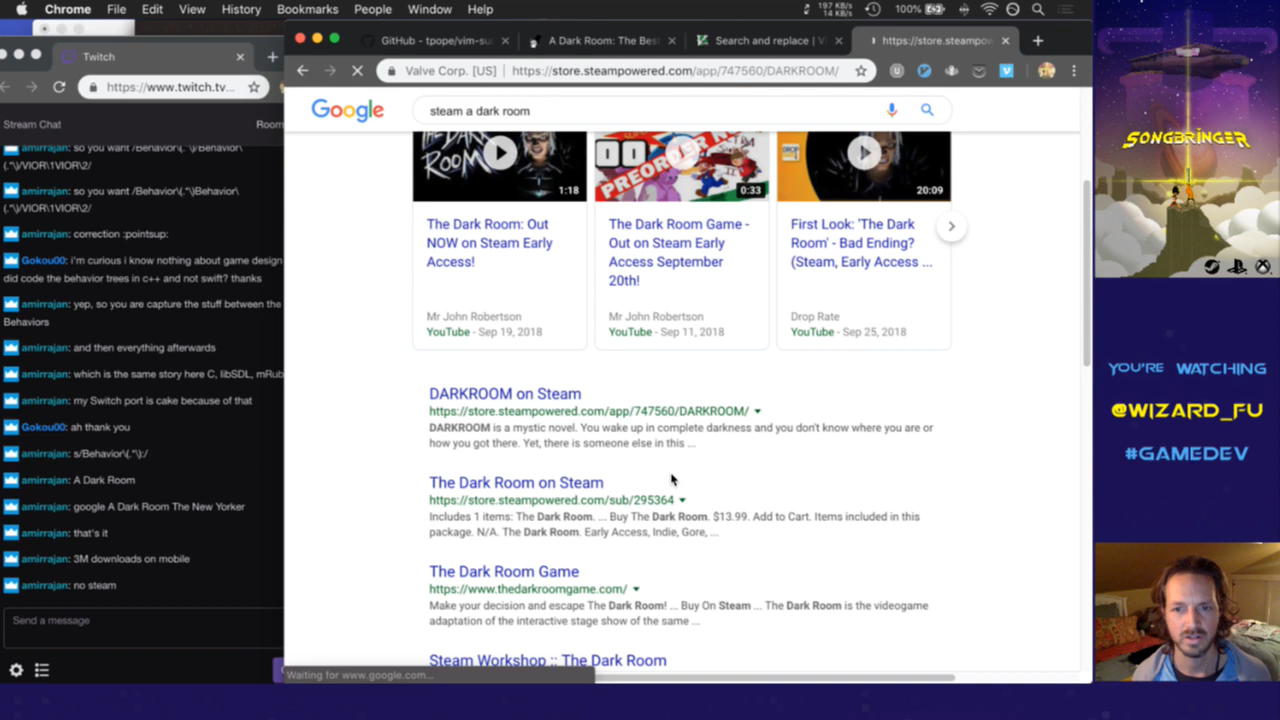 Chrome File Edit View History Bookmarks People Window Help
197 KB/s
14 KB/s
100%
Twitch
https://www.twitch.tv...
Stream Chat
Room
so you want /Behavior\(.*\)/Behavior\
(.*\)/VIOR\1VIOR\2/
amirrajan: so you want /Behavior\(.*\)Behavior\
(.*\)/VIOR\1VIOR\2/
amirrajan: correction :pointsup:
Gokou00: i'm curious i know nothing about game design
did code the behavior trees in c++ and not swift? thanks
amirrajan: yep, so you are capture the stuff between the
Behaviors
amirrajan: and then everything afterwards
amirrajan: which is the same story here C, libSDL, mRub
amirrajan: my Switch port is cake because of that
Gokou00: ah thank you
amirrajan: s/Behavior\(.*\):/
amirrajan: A Dark Room
amirrajan: google A Dark Room The New Yorker
amirrajan: that's it
amirrajan: 3M downloads on mobile
amirrajan: no steam
Send a message
GitHub - tpope/vim-su
A Dark Room: The Bes
Search and replace | Vi
https://store.steampow
Valve Corp. [US] | https://store.steampowered.com/app/747560/DARKROOM/
Google
steam a dark room
DARK
ROOM
1:18
PREORDER
0:33
DROP
RATE
20:09
The Dark Room: Out
NOW on Steam Early
Access!
Mr John Robertson
YouTube - Sep 19, 2018
The Dark Room Game -
Out on Steam Early
Access September
20th!
Mr John Robertson
YouTube - Sep 11, 2018
First Look: 'The Dark
Room' - Bad Ending?
(Steam, Early Access ...
Drop Rate
YouTube - Sep 25, 2018
DARKROOM on Steam
https://store.steampowered.com/app/747560/DARKROOM/
DARKROOM is a mystic novel. You wake up in complete darkness and you don't know where you are or
how you got there. Yet, there is someone else in this ...
The Dark Room on Steam
https://store.steampowered.com/sub/295364
Includes 1 items: The Dark Room. ... Buy The Dark Room. $13.99. Add to Cart. Items included in this
package. N/A. The Dark Room. Early Access, Indie, Gore, ...
The Dark Room Game
https://www.thedarkroomgame.com/
Make your decision and escape The Dark Room! ... Buy On Steam ... The Dark Room is the videogame
adaptation of the interactive stage show of the same ...
Steam Workshop :: The Dark Room
Waiting for www.google.com...
SONGBRINGER
YOU'RE WATCHING
@WIZARD_FU
#GAMEDEV